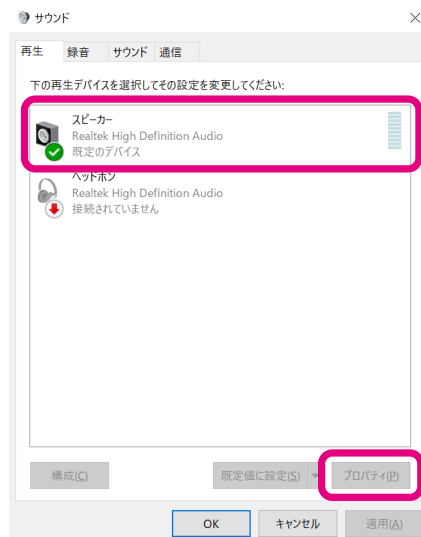 サウンド
再生 録音 サウンド 通信
下の再生デバイスを選択してその設定を変更してください:
スピーカー
Realtek High Definition Audio
既定のデバイス
ヘッドホン
Realtek High Definition Audio
接続されていません
構成(C) 既定値に設定(S) プロパティ(P)
OK キャンセル 適用(A)